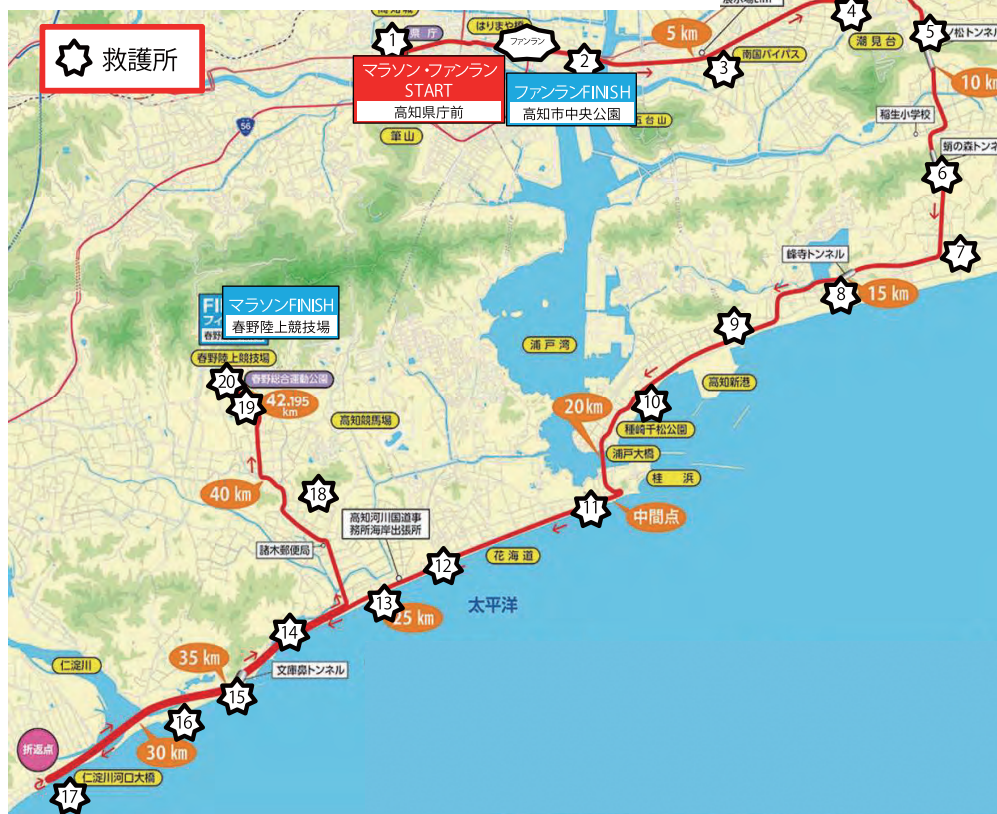 救護所
1
県庁
はりまや橋
ファンラン
2
5 km
3
南国バイパス
4
潮見台
5
10 km
マラソン・ファンラン
START
高知県庁前
ファンランFINISH
高知市中央公園
五台山
56
筆山
稲生小学校
蛸の森トンネ
6
7
峰寺トンネル
8
15 km
9
高知新港
浦戸湾
マラソンFINISH
春野陸上競技場
FI
春野陸上競技場
20
春野総合運動公園
19
42.195
km
高知競馬場
20km
10
種崎千松公園
浦戸大橋
桂 浜
中間点
11
40 km
18
高知河川国道事
務所海岸出張所
諸木郵便局
12
花海道
13
25 km
太平洋
14
35 km
文庫鼻トンネル
仁淀川
15
16
30 km
折返点
仁淀川河口大橋
17